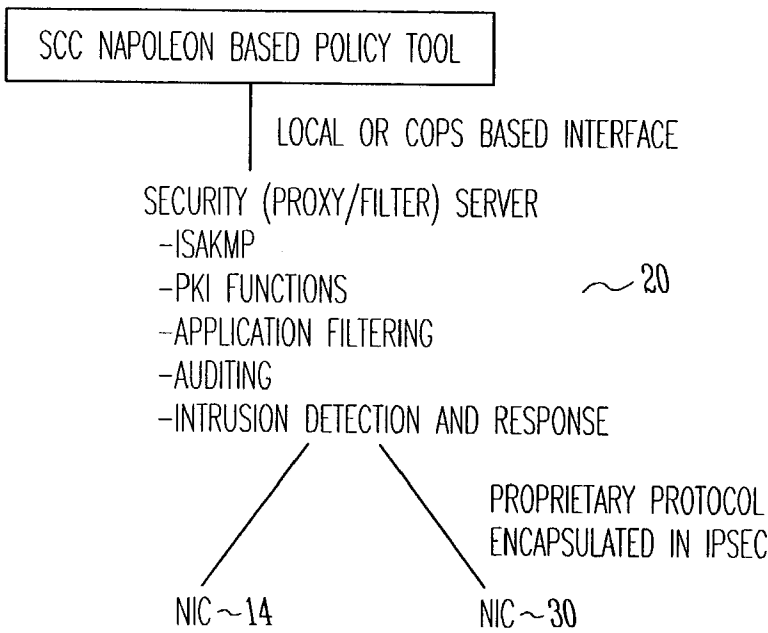 SCC NAPOLEON BASED POLICY TOOL
LOCAL OR COPS BASED INTERFACE
SECURITY (PROXY/FILTER) SERVER
-ISAKMP
-PKI FUNCTIONS
20
-APPLICATION FILTERING
-AUDITING
-INTRUSION DETECTION AND RESPONSE
PROPRIETARY PROTOCOL
ENCAPSULATED IN IPSEC
NIC~14
NIC~30